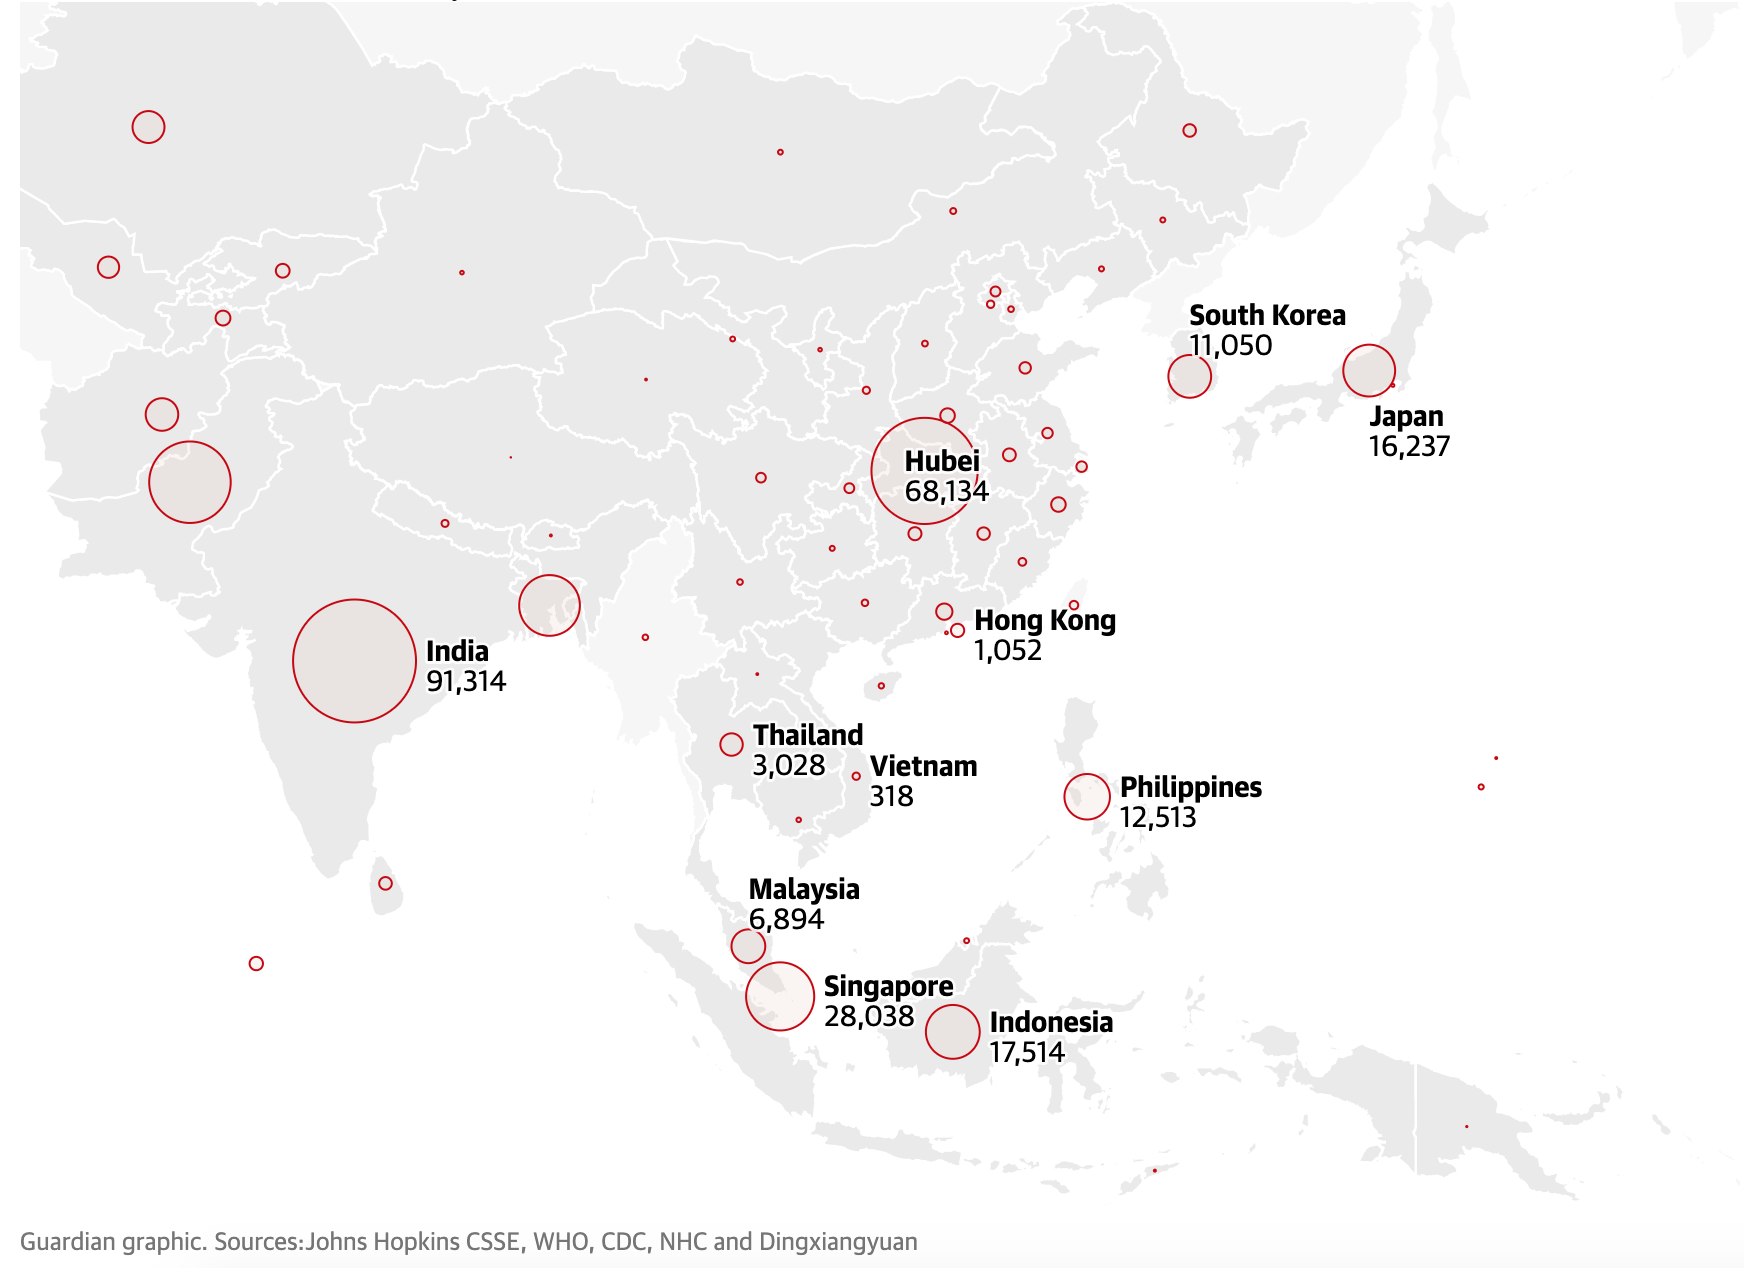 South Korea
11,050
Japan
16,237
Hubei
68,134
Hong Kong
1,052
India
91,314
Thailand
3,028
Vietnam
318
Philippines
12,513
Malaysia
6,894
Singapore
28,038
Indonesia
17,514
Guardian graphic. Sources:Johns Hopkins CSSE, WHO, CDC, NHC and Dingxiangyuan